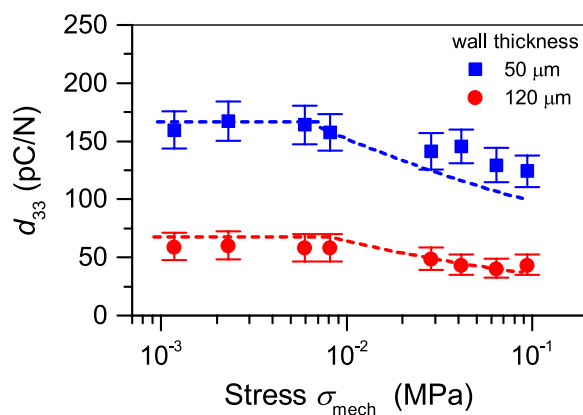 250
200
150
100
50
0
d33 (pC/N)
wall thickness
50 μm
120 μm
10-3
10-2
10-1
Stress σmech (MPa)